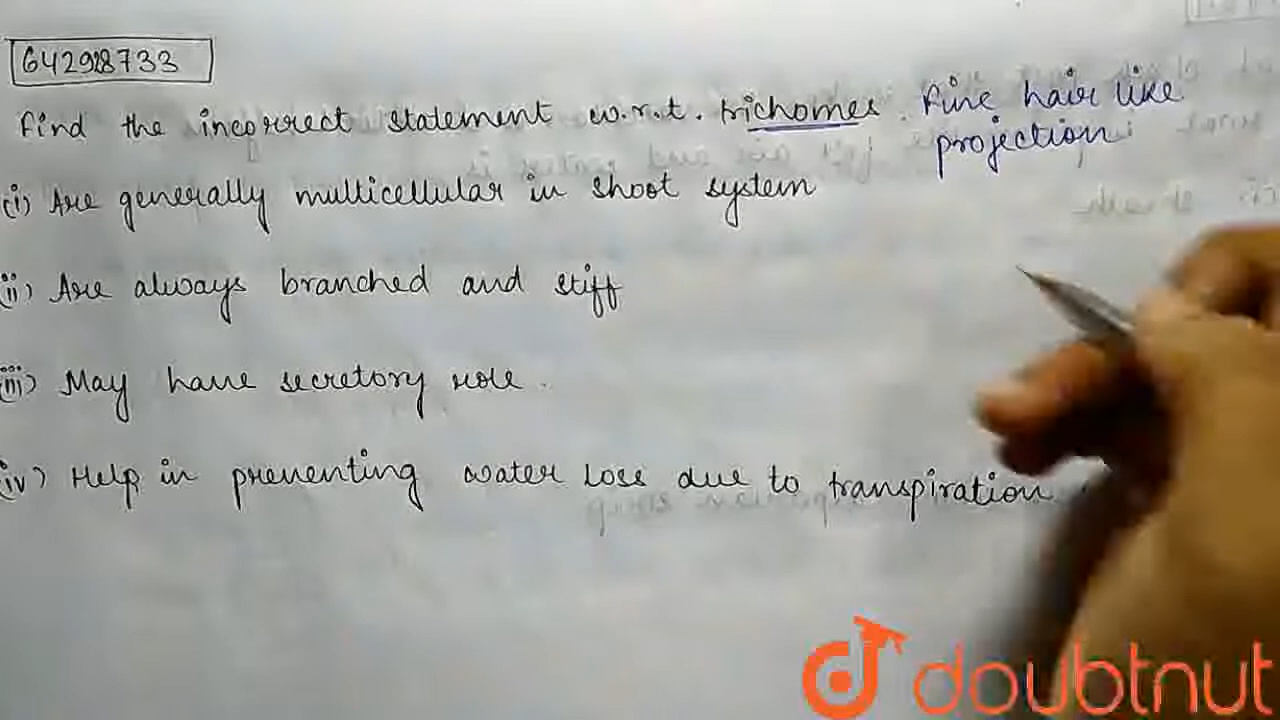 642928733
Find the incorrect statement w.r.t. trichomes. Fine hair like
projection
(i) Are generally multicellular in shoot system
(ii) Are always branched and stiff
(iii) May have secretory role.
(iv) Help in preventing water loss due to transpiration
doubtnut